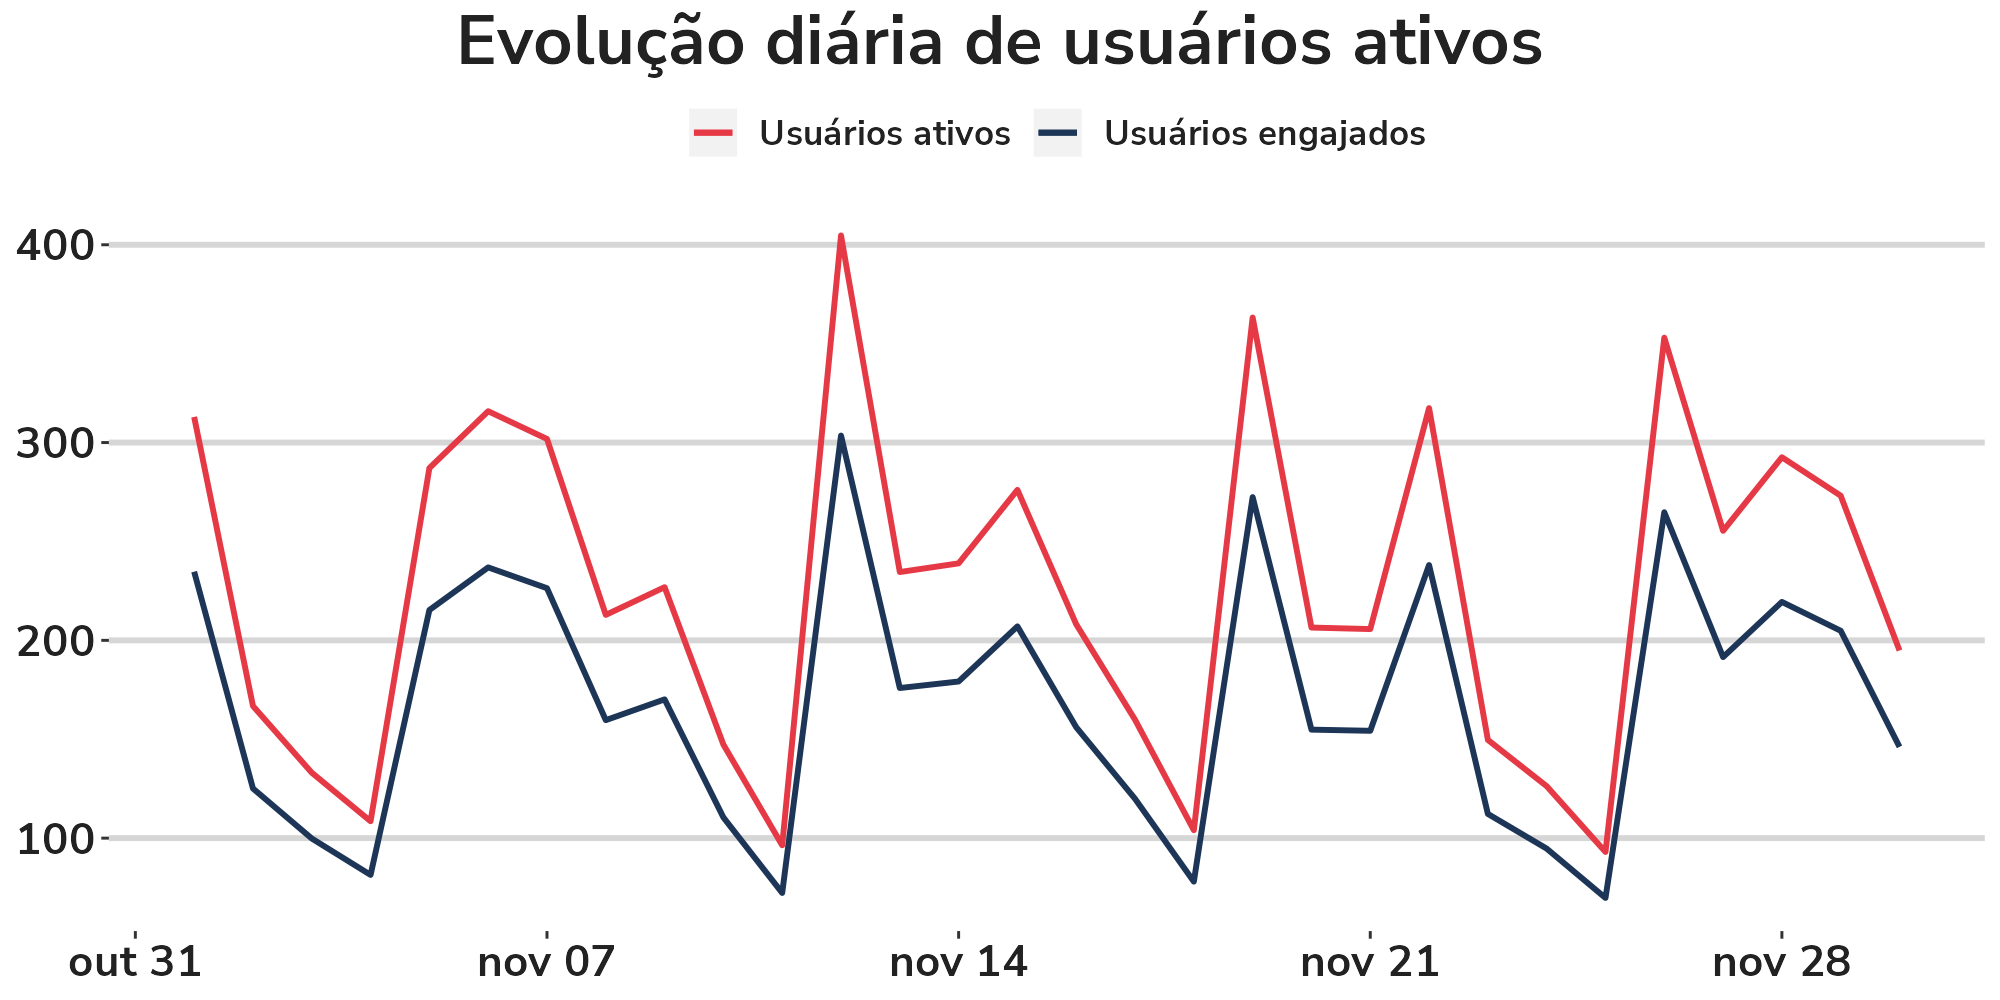 Evolução diária de usuários ativos
Usuários ativos Usuários engajados
400
300
200
100
out 31 nov 07 nov 14 nov 21 nov 28